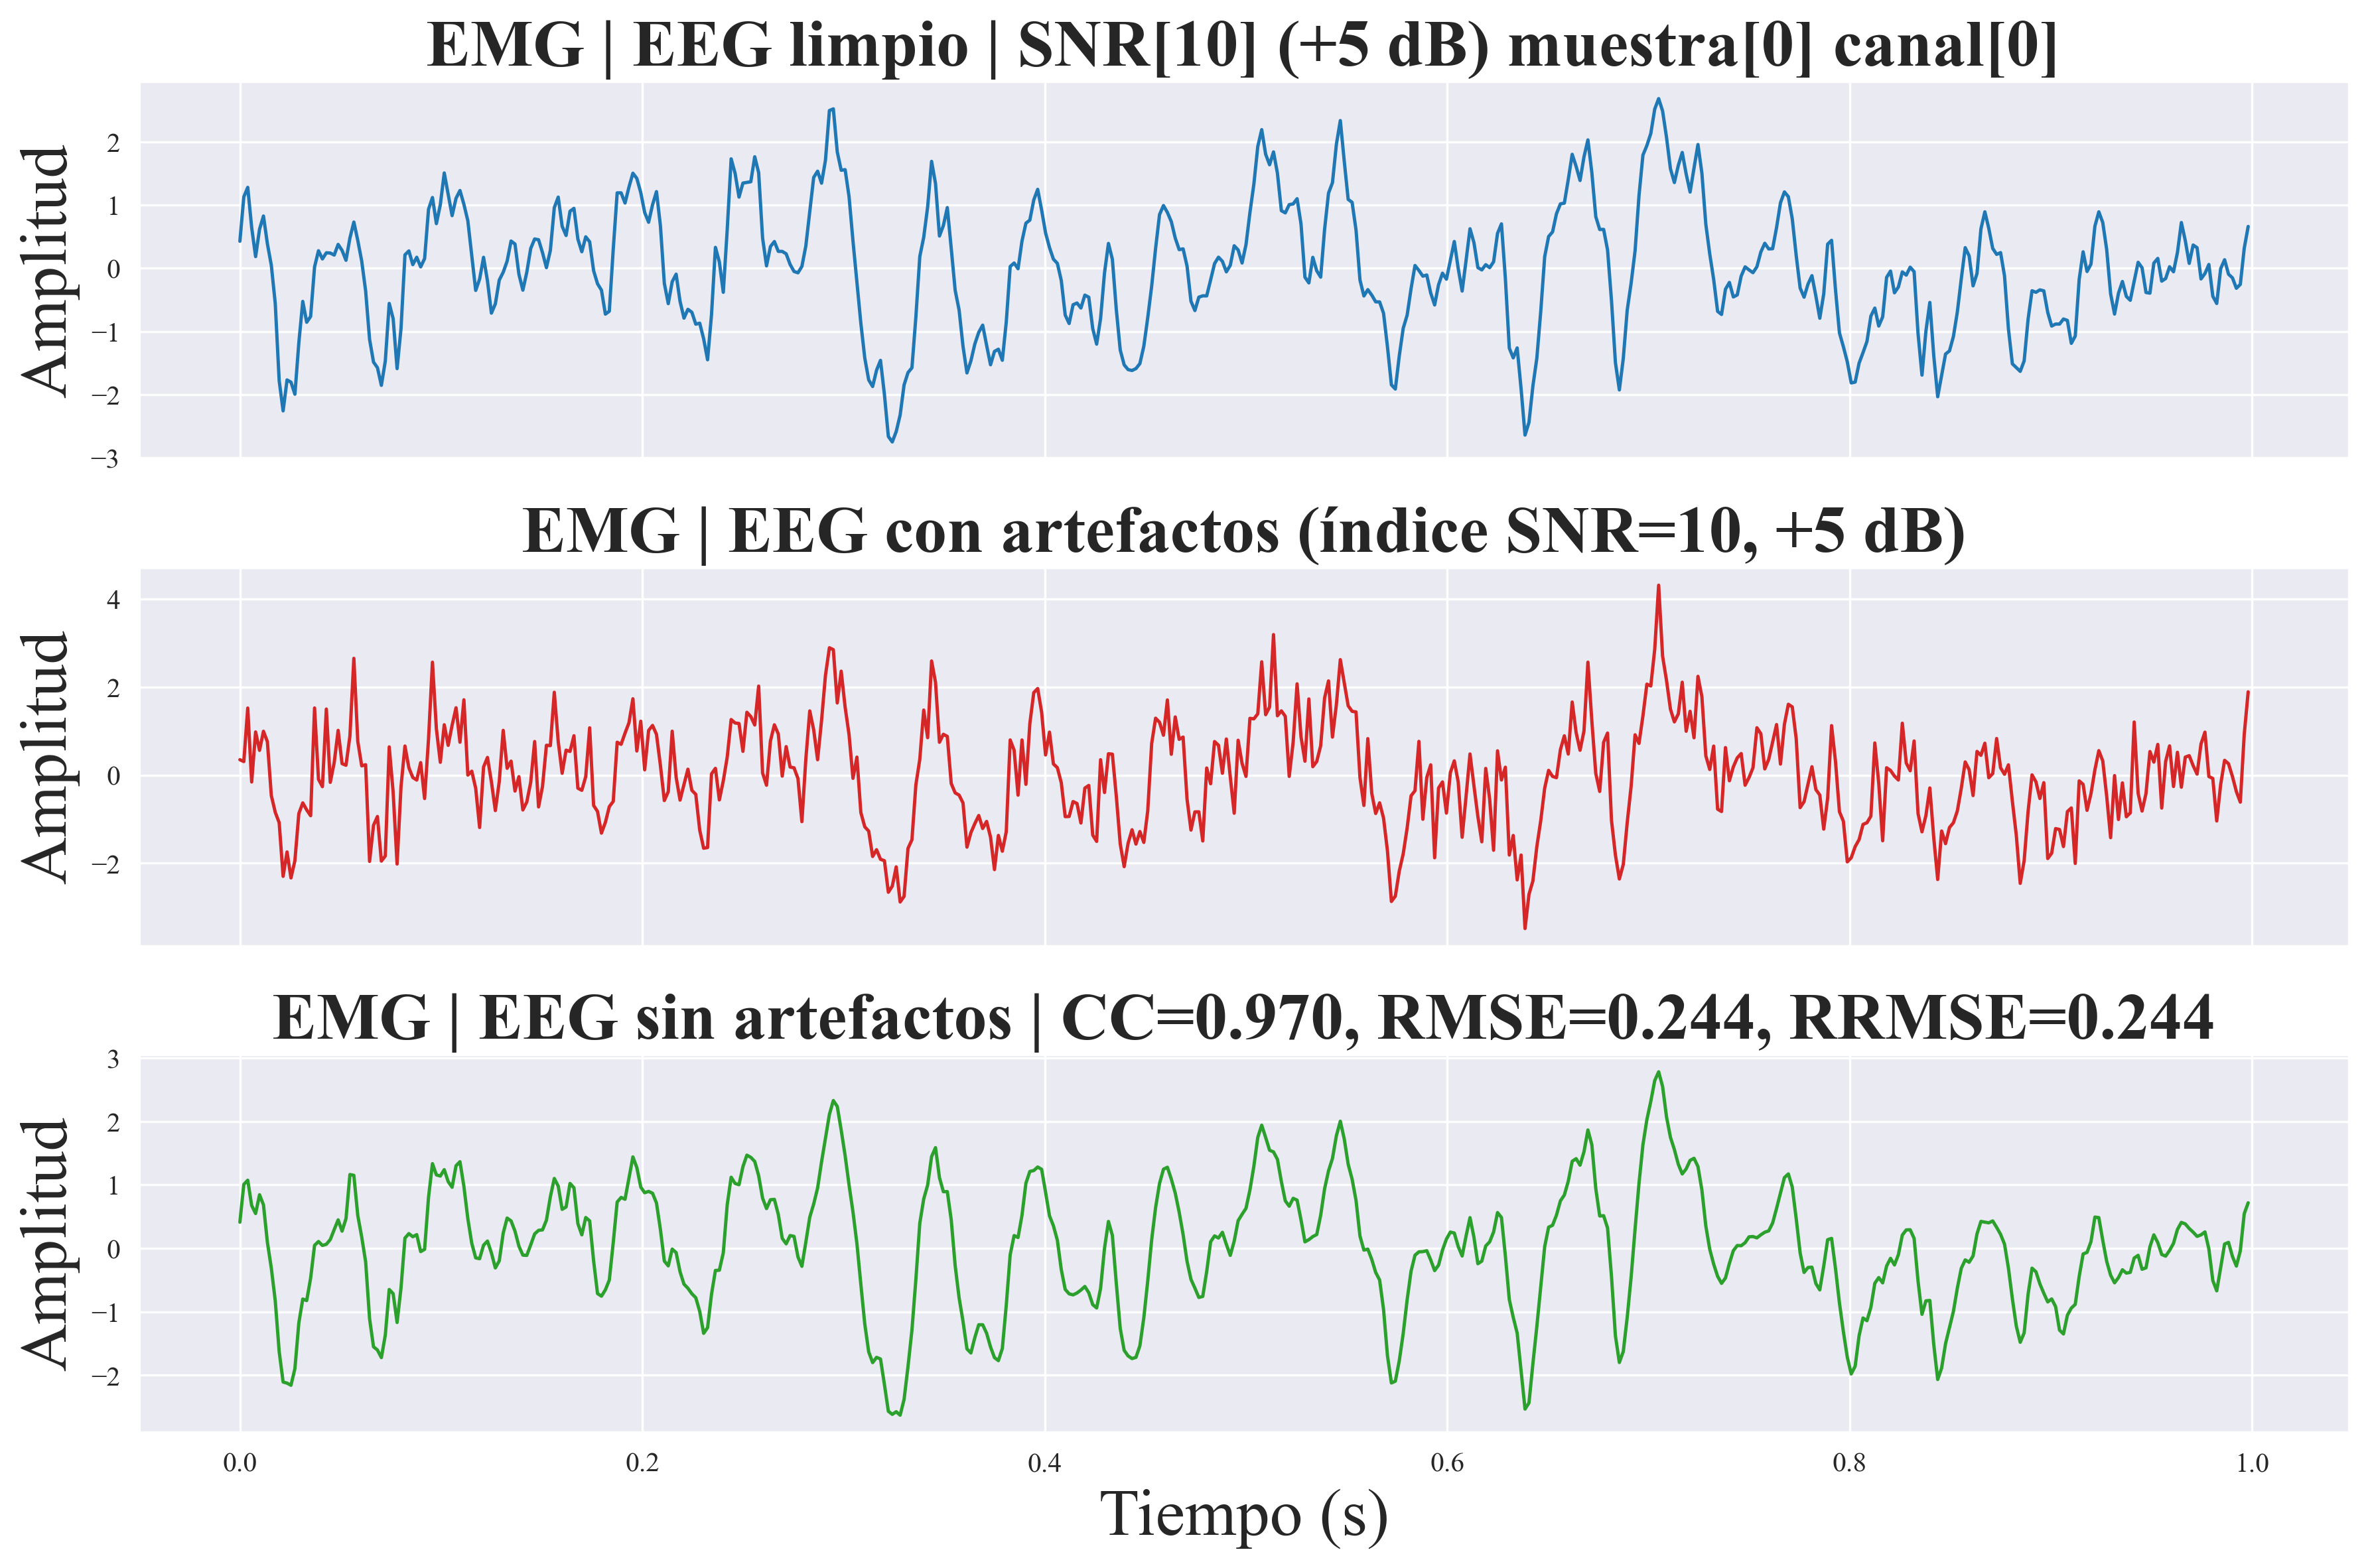 EMG | EEG limpio | SNR[10] (+5 dB) muestra[0] canal[0]
Amplitud
2
1
0
−1
−2
−3
EMG | EEG con artefactos (índice SNR=10, +5 dB)
Amplitud
4
2
0
−2
EMG | EEG sin artefactos | CC=0.970, RMSE=0.244, RRMSE=0.244
Amplitud
3
2
1
0
−1
−2
0.0 0.2 0.4 0.6 0.8 1.0
Tiempo (s)